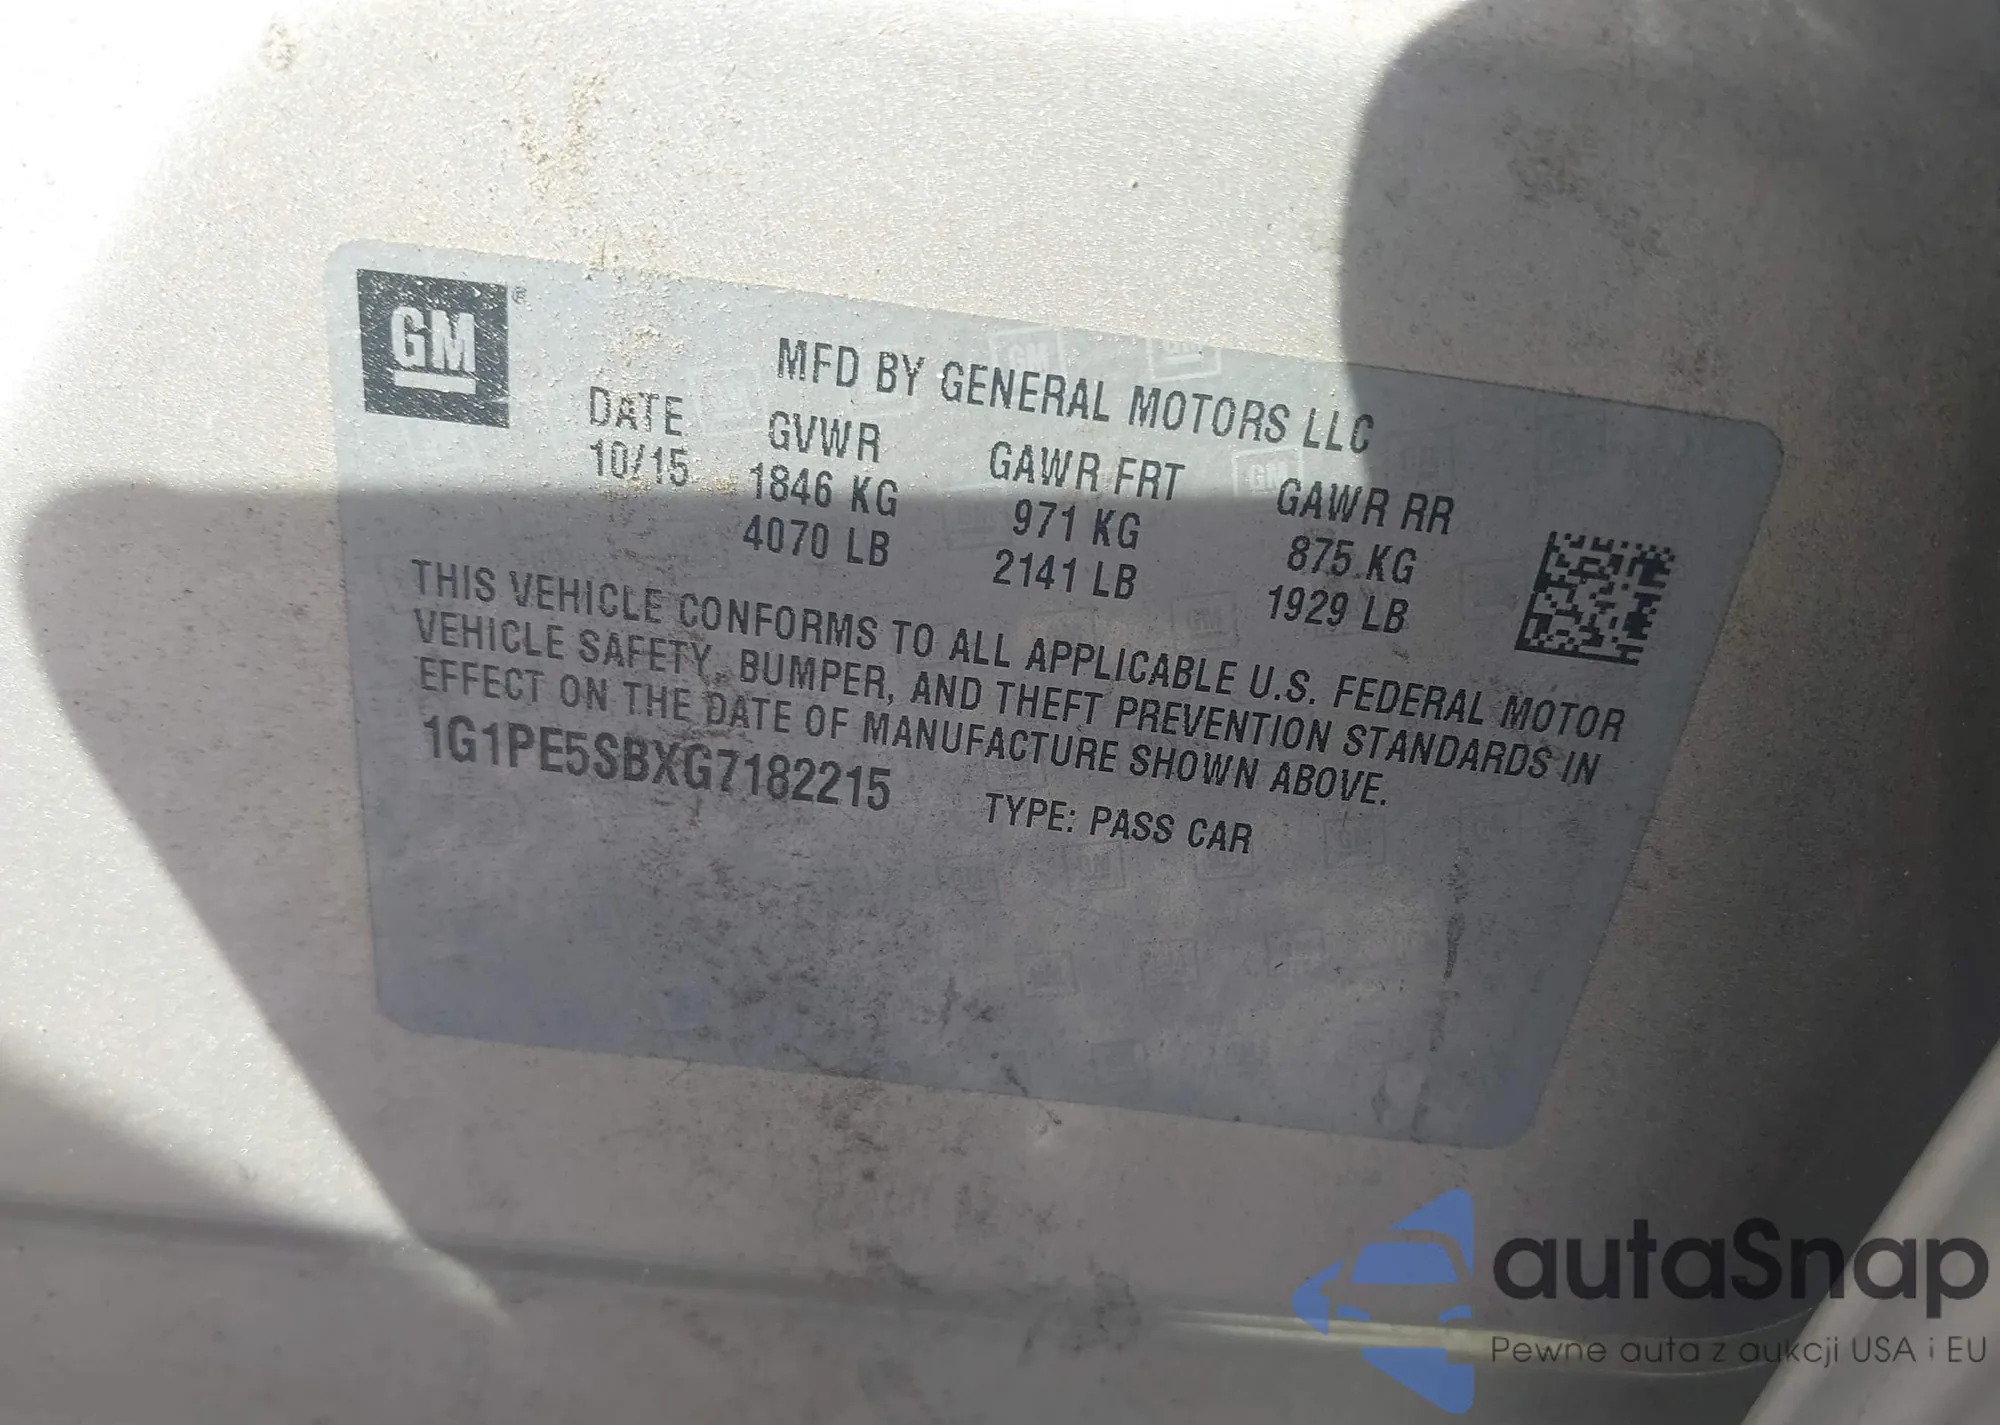 GM®
MFD BY GENERAL MOTORS LLC
DATE GVWR GAWR FRT GAWR RR
10/15 1846 KG 971 KG 875 KG
4070 LB 2141 LB 1929 LB
THIS VEHICLE CONFORMS TO ALL APPLICABLE U.S. FEDERAL MOTOR
VEHICLE SAFETY, BUMPER, AND THEFT PREVENTION STANDARDS IN
EFFECT ON THE DATE OF MANUFACTURE SHOWN ABOVE.
1G1PE5SBXG7182215 TYPE: PASS CAR
autaSnap
Pewne auta z aukcji USA i EU